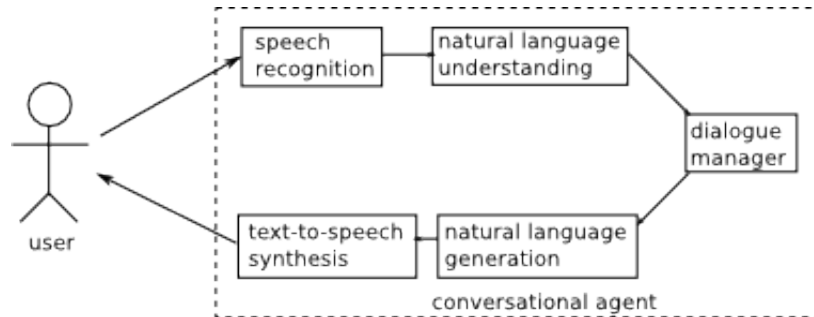 speech
recognition
natural language
understanding
dialogue
manager
natural language
generation
text-to-speech
synthesis
user
conversational agent